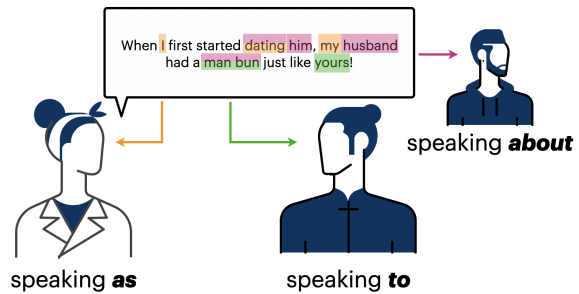 When I first started dating him, my husband
had a man bun just like yours!
speaking about
speaking as
speaking to